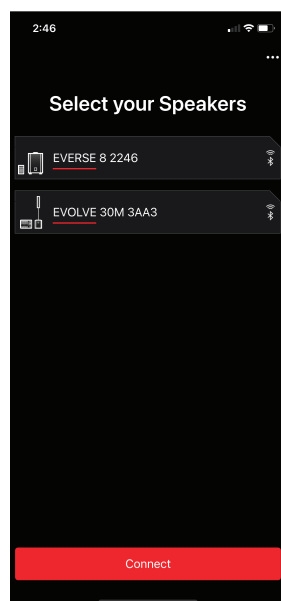 2:46
Select your Speakers
EVERSE 8 2246
EVOLVE 30M 3AA3
Connect